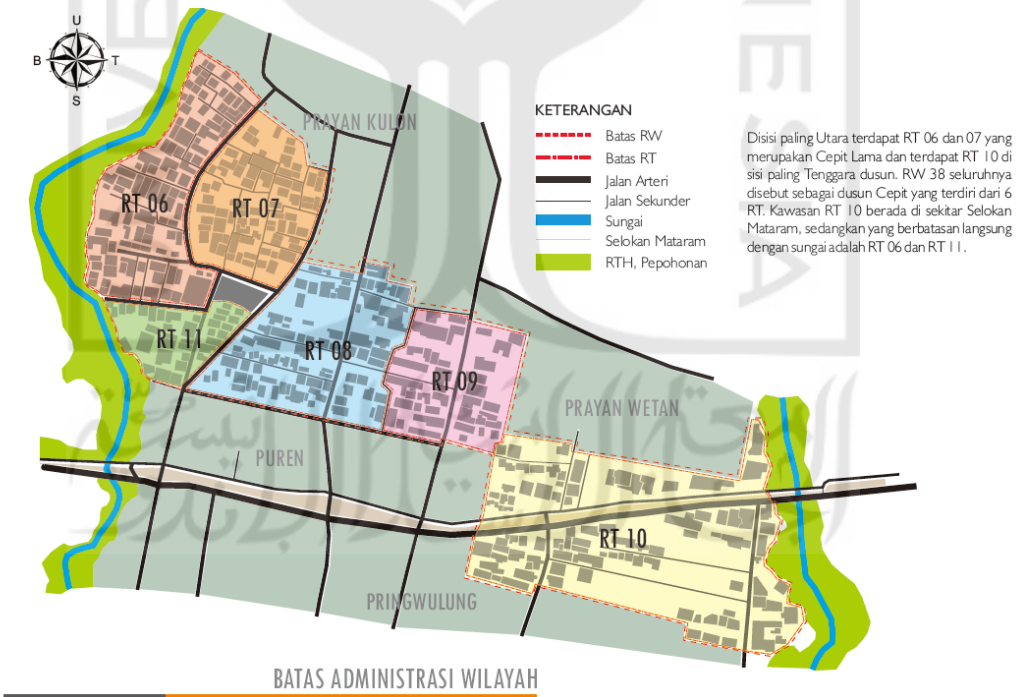 U
B T
S
PRAYAN KULON
RT 06
RT 07
RT 11
RT 08
RT 09
PRAYAN WETAN
PUREN
RT 10
PRINGWULUNG
KETERANGAN
Batas RW
Batas RT
Jalan Arteri
Jalan Sekunder
Sungai
Selokan Mataram
RTH, Pepohonan
Disisi paling Utara terdapat RT 06 dan 07 yang
merupakan Cepit Lama dan terdapat RT 10 di
sisi paling Tenggara dusun. RW 38 seluruhnya
disebut sebagai dusun Cepit yang terdiri dari 6
RT. Kawasan RT 10 berada di sekitar Selokan
Mataram, sedangkan yang berbatasan langsung
dengan sungai adalah RT 06 dan RT 11.
BATAS ADMINISTRASI WILAYAH